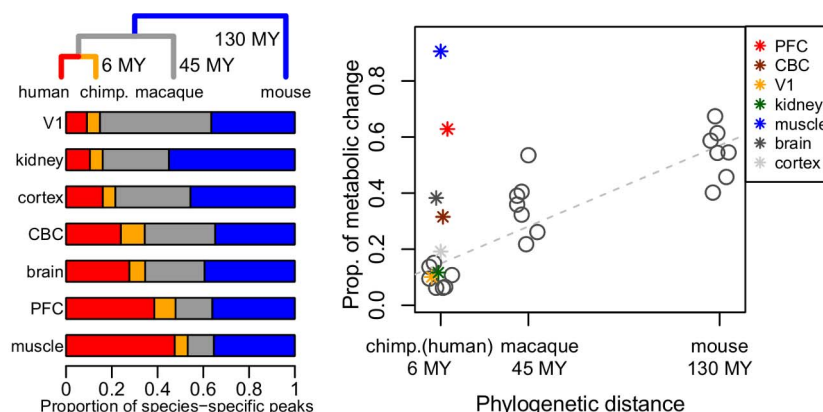 130 MY
6 MY
45 MY
human chimp. macaque mouse
V1
kidney
cortex
CBC
brain
PFC
muscle
0 0.2 0.4 0.6 0.8 1
Proportion of species−specific peaks
Prop. of metabolic change
0.8
0.6
0.4
0.2
0.0
chimp.(human) macaque mouse
6 MY 45 MY 130 MY
Phylogenetic distance
PFC
CBC
V1
kidney
muscle
brain
cortex